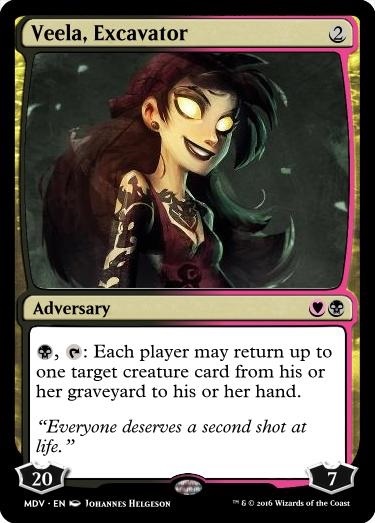 Veela, Excavator 2
Adversary
, : Each player may return up to
one target creature card from his or
her graveyard to his or her hand.
“Everyone deserves a second shot at
life.”
20 7
MDV · EN Johannes Helgeson ™ & © 2016 Wizards of the Coast